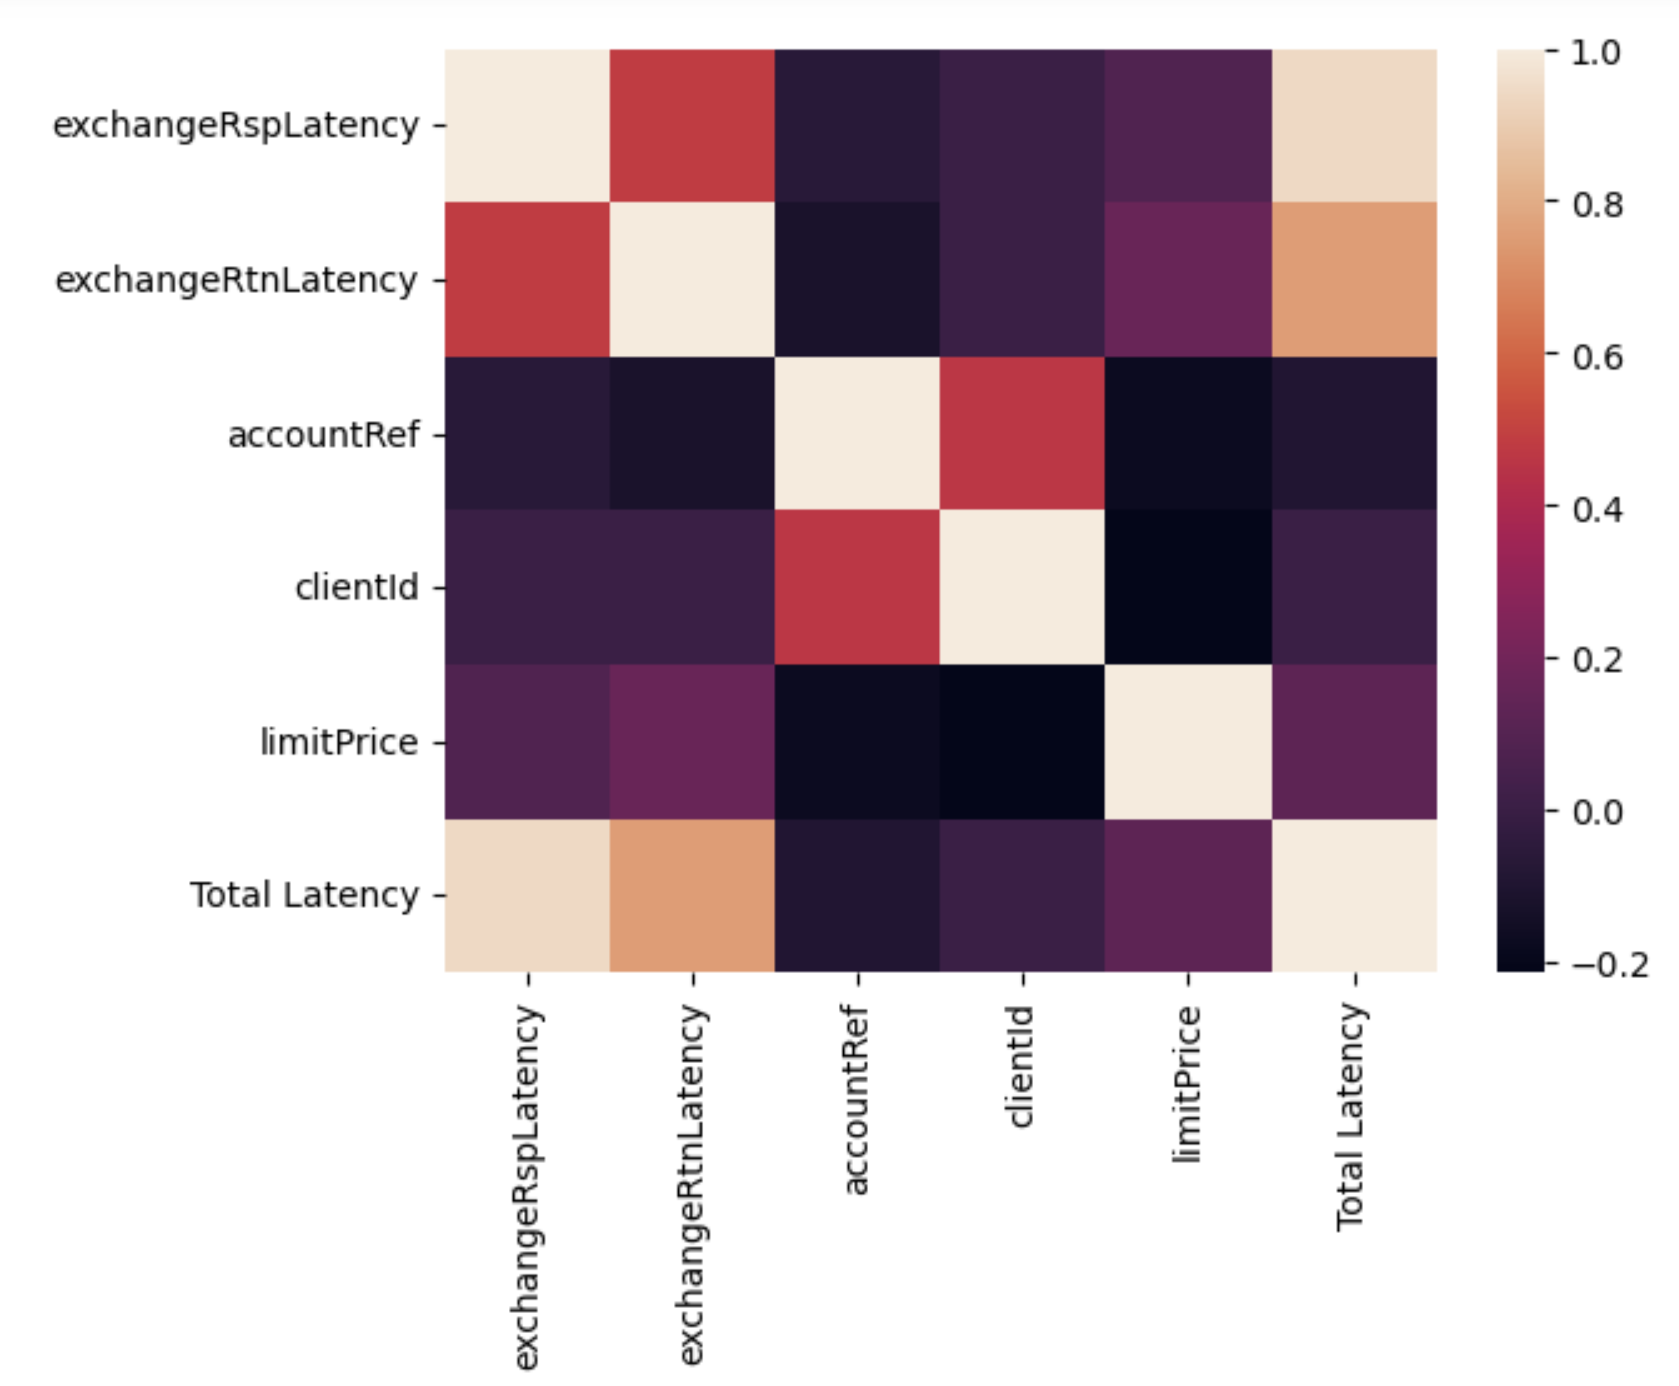 exchangeRspLatency
exchangeRtnLatency
accountRef
clientId
limitPrice
Total Latency
exchangeRspLatency
exchangeRtnLatency
accountRef
clientId
limitPrice
Total Latency
1.0
0.8
0.6
0.4
0.2
0.0
−0.2